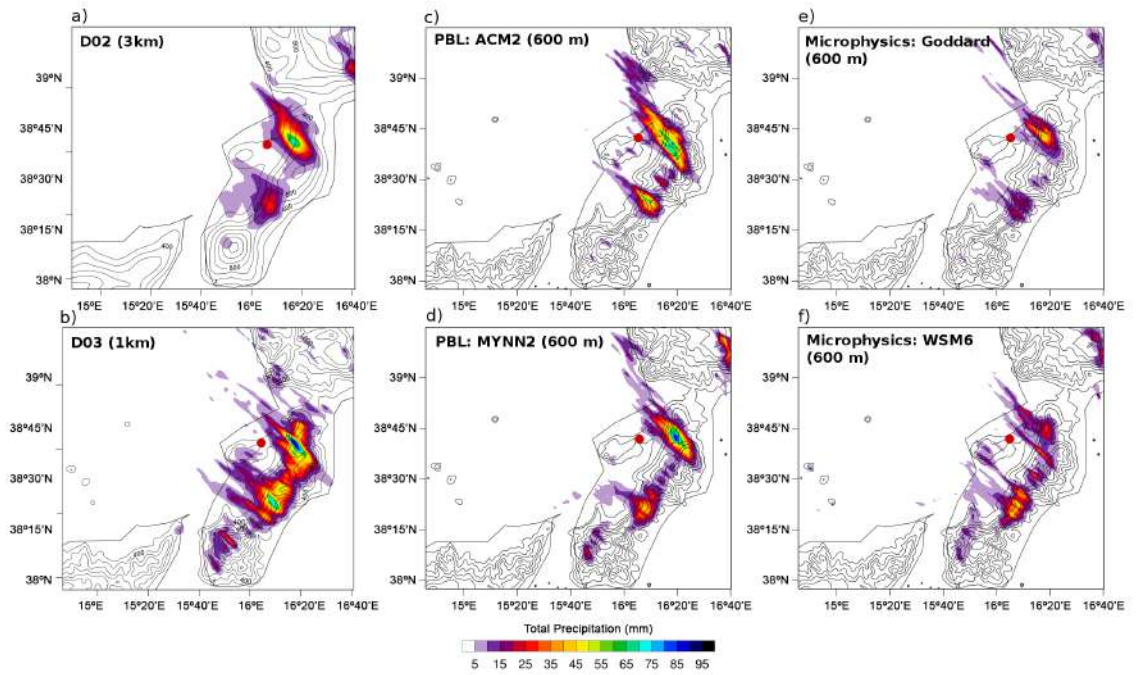 a)
D02 (3km)
39°N
38°45'N
38°30'N
38°15'N
38°N
15°E
15°20'E
15°40'E
16°E
16°20'E
16°40'E
c)
PBL: ACM2 (600 m)
39°N
38°45'N
38°30'N
38°15'N
38°N
15°E
15°20'E
15°40'E
16°E
16°20'E
16°40'E
e)
Microphysics: Goddard
(600 m)
39°N
38°45'N
38°30'N
38°15'N
38°N
15°E
15°20'E
15°40'E
16°E
16°20'E
16°40'E
b)
D03 (1km)
39°N
38°45'N
38°30'N
38°15'N
38°N
15°E
15°20'E
15°40'E
16°E
16°20'E
16°40'E
d)
PBL: MYNN2 (600 m)
39°N
38°45'N
38°30'N
38°15'N
38°N
15°E
15°20'E
15°40'E
16°E
16°20'E
16°40'E
f)
Microphysics: WSM6
(600 m)
39°N
38°45'N
38°30'N
38°15'N
38°N
15°E
15°20'E
15°40'E
16°E
16°20'E
16°40'E
Total Precipitation (mm)
5 15 25 35 45 55 65 75 85 95